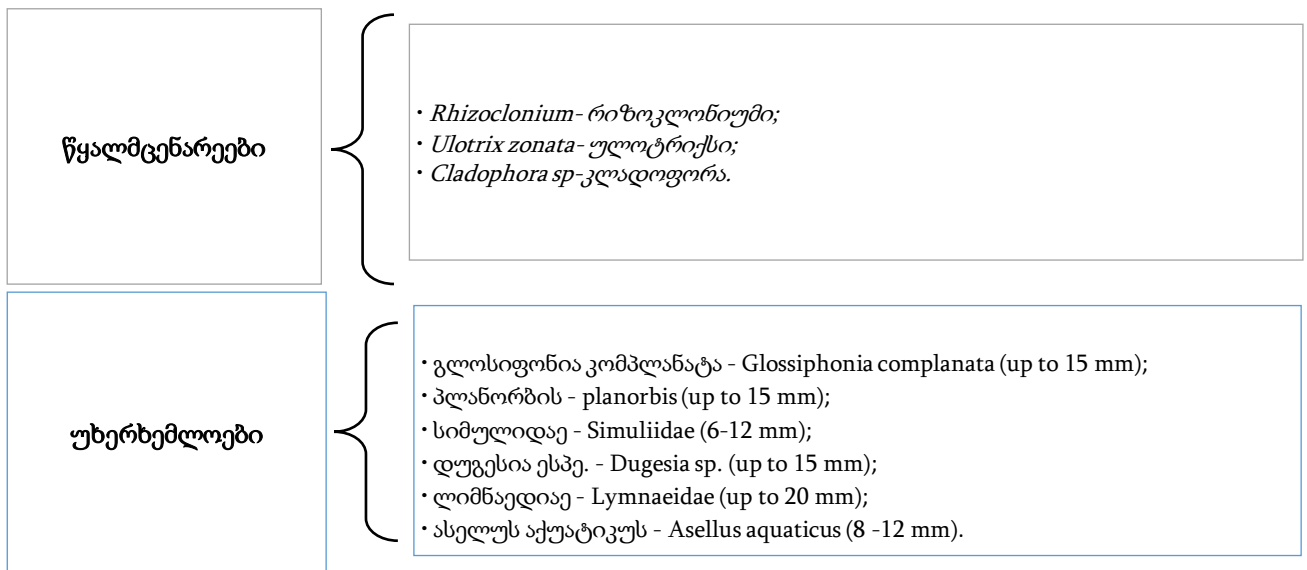 წყალმცენარეები
• Rhizoclonium- რიზოკლონიუმი;
• Ulotrix zonata- ულოტრიქსი;
• Cladophora sp-კლადოფორა.
უხერხემლოები
• გლოსიფონია კომპლანატა - Glossiphonia complanata (up to 15 mm);
• პლანორბის - planorbis (up to 15 mm);
• სიმულიდაე - Simuliidae (6-12 mm);
• დუგესია ესპე. - Dugesia sp. (up to 15 mm);
• ლიმნაედიაე - Lymnaeidae (up to 20 mm);
• ასელუს აქუატიკუს - Asellus aquaticus (8 -12 mm).